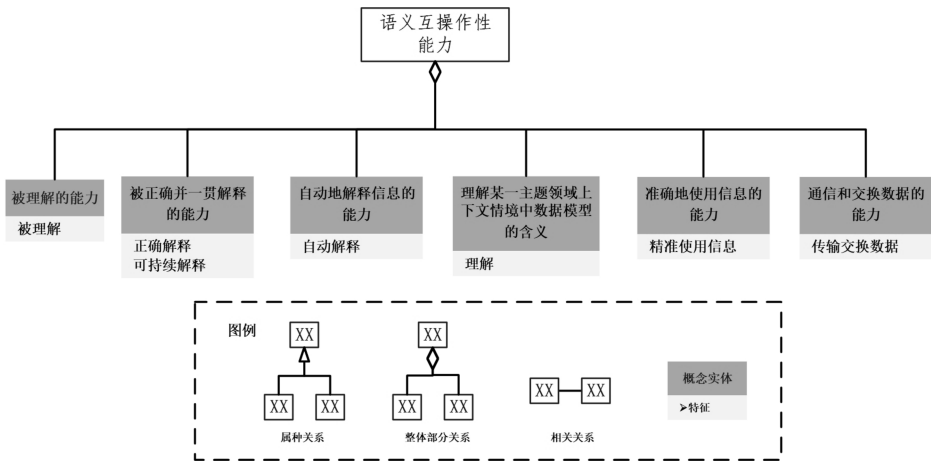 语义互操作性
能力
被理解的能力
被理解
被正确并一贯解释
的能力
正确解释
可持续解释
自动地解释信息的
能力
自动解释
理解某一主题领域上
下文情境中数据模型
的含义
理解
准确地使用信息的
能力
精准使用信息
通信和交换数据的
能力
传输交换数据
图例
XX
XX XX
属种关系
XX
XX XX
整体部分关系
XX XX
相关关系
概念实体
➢特征